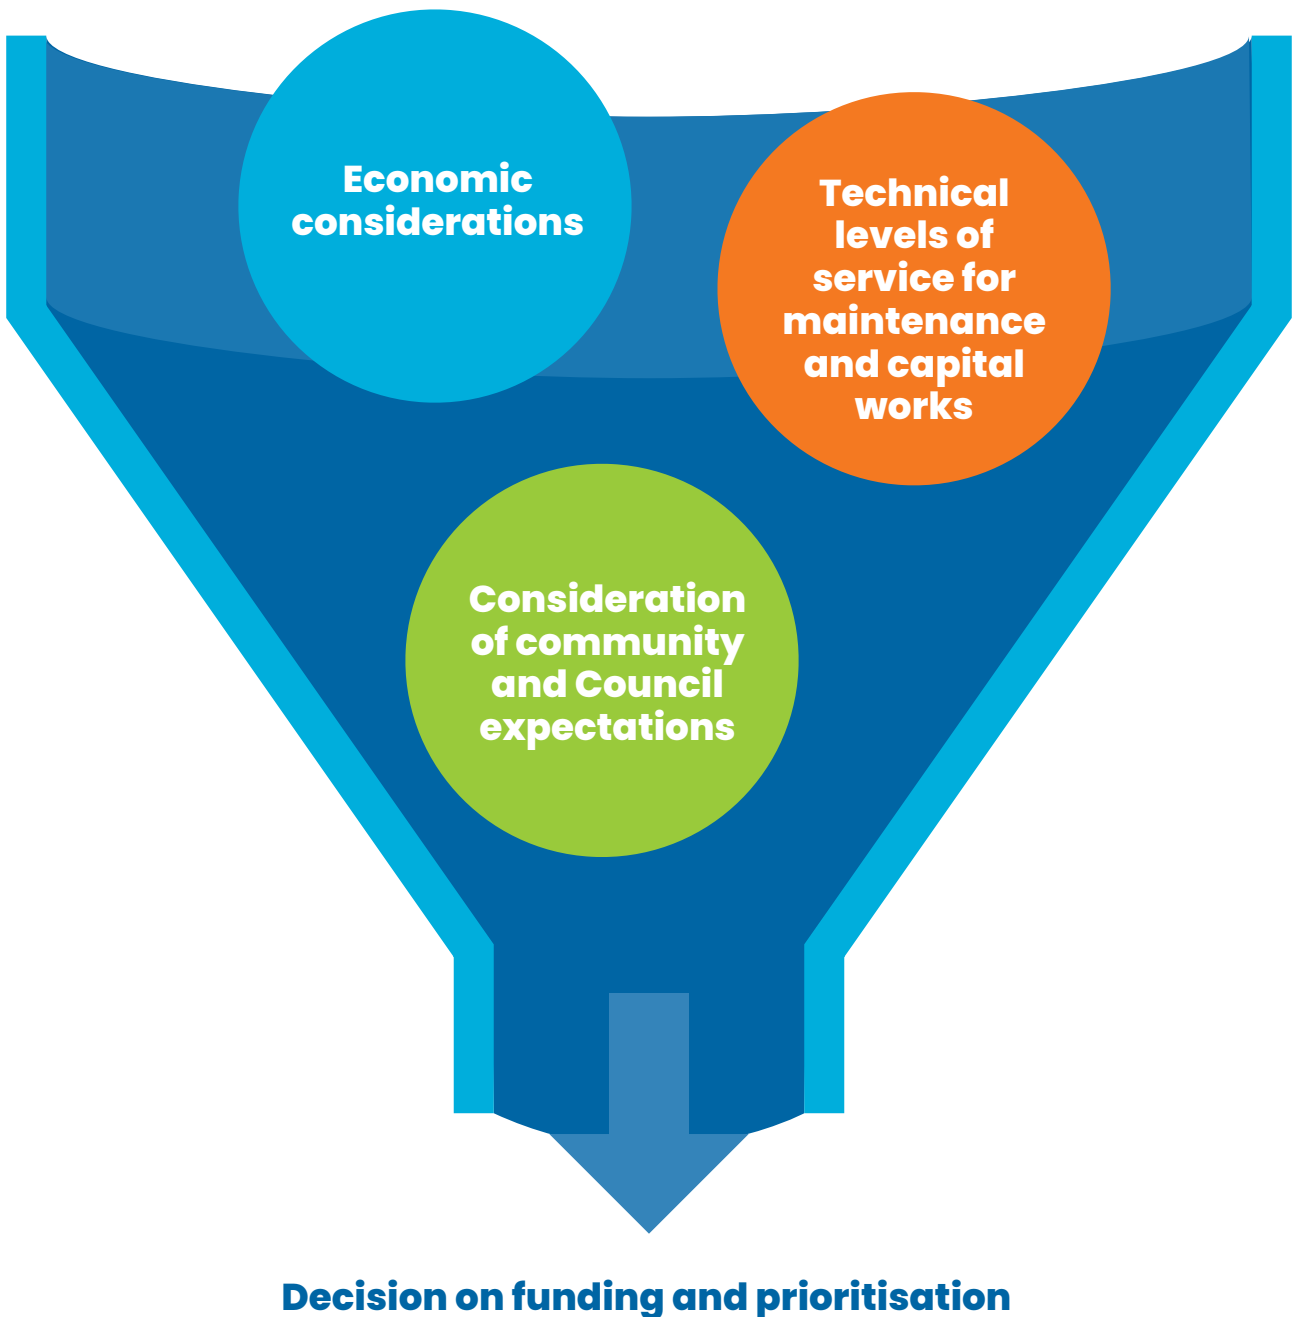 Economic
considerations
Technical
levels of
service for
maintenance
and capital
works
Consideration
of community
and Council
expectations
Decision on funding and prioritisation